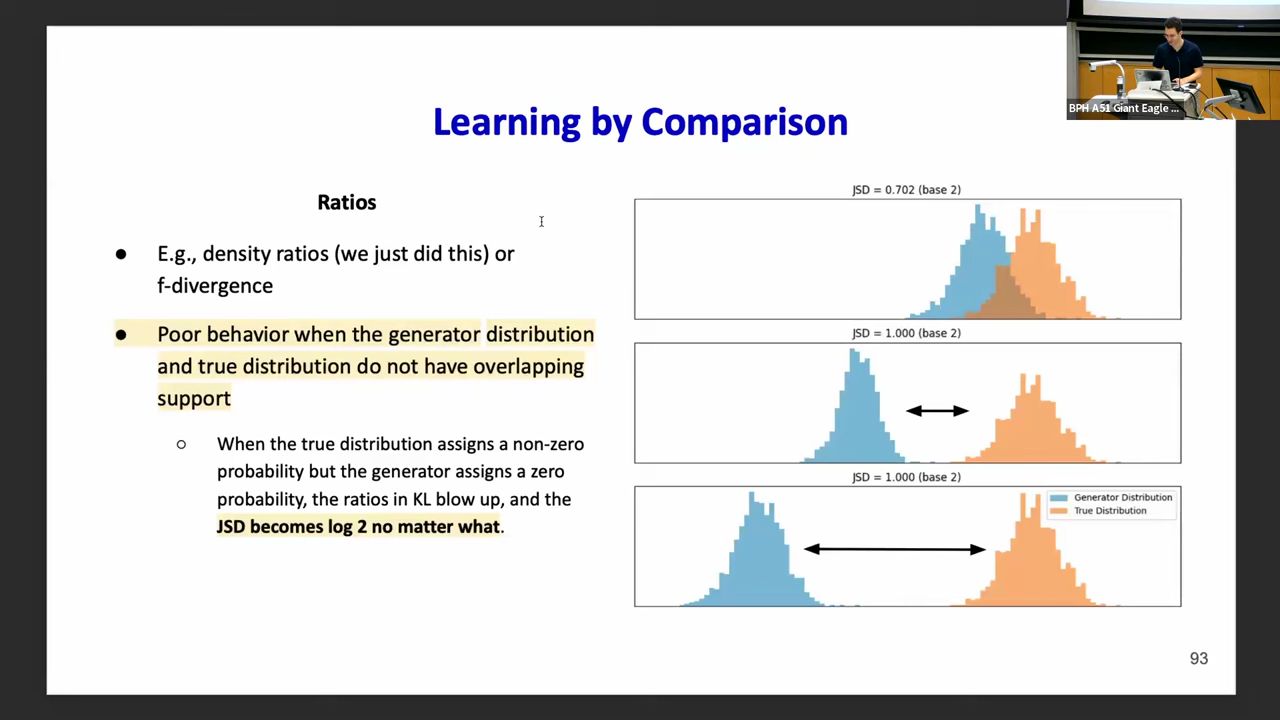 BPH A51 Giant Eagle ...
Learning by Comparison
Ratios
● E.g., density ratios (we just did this) or
f-divergence
● Poor behavior when the generator distribution
and true distribution do not have overlapping
support
○ When the true distribution assigns a non-zero
probability but the generator assigns a zero
probability, the ratios in KL blow up, and the
JSD becomes log 2 no matter what.
JSD = 0.702 (base 2)
JSD = 1.000 (base 2)
JSD = 1.000 (base 2)
Generator Distribution
True Distribution
93